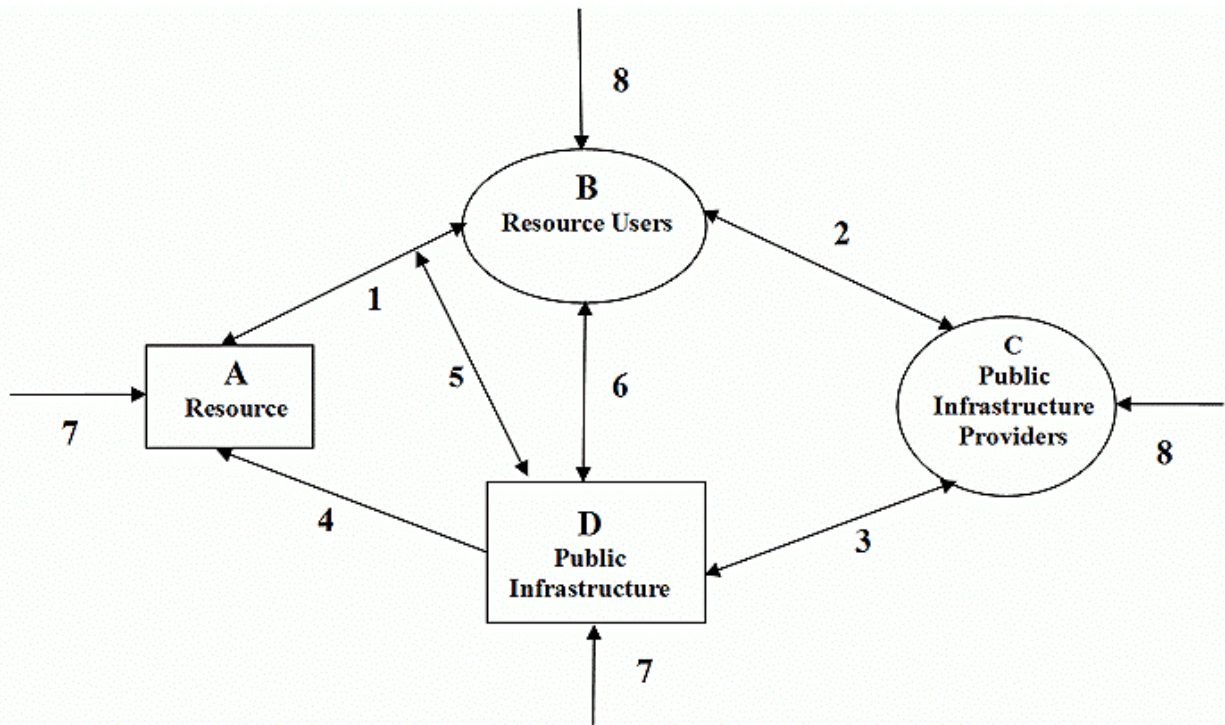 8
B
Resource Users
2
1
A
Resource
5
6
C
Public
Infrastructure
Providers
7
8
4
D
Public
Infrastructure
3
7